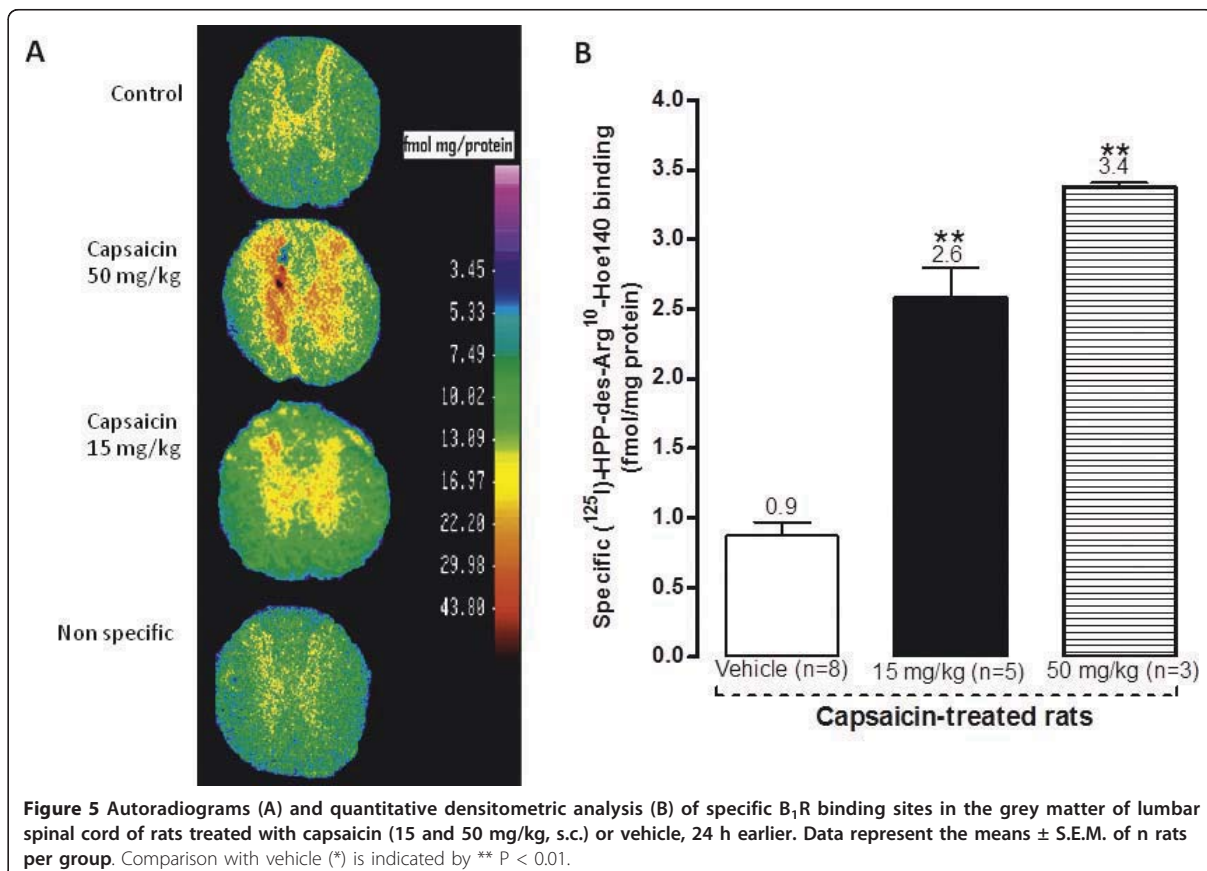 A
Control
Capsaicin
50 mg/kg
Capsaicin
15 mg/kg
Non specific
fmol mg/protein
3.45
5.33
7.49
10.02
13.09
16.97
22.20
29.98
43.80
B
Specific (¹²⁵I)-HPP-des-Arg¹⁰-Hoe140 binding
(fmol/mg protein)
4.0
3.5
3.0
2.5
2.0
1.5
1.0
0.5
0.0
0.9
**
2.6
**
3.4
Vehicle (n=8)
15 mg/kg (n=5)
50 mg/kg (n=3)
Capsaicin-treated rats
Figure 5 Autoradiograms (A) and quantitative densitometric analysis (B) of specific B₁R binding sites in the grey matter of lumbar
spinal cord of rats treated with capsaicin (15 and 50 mg/kg, s.c.) or vehicle, 24 h earlier. Data represent the means ± S.E.M. of n rats
per group. Comparison with vehicle (*) is indicated by ** P < 0.01.